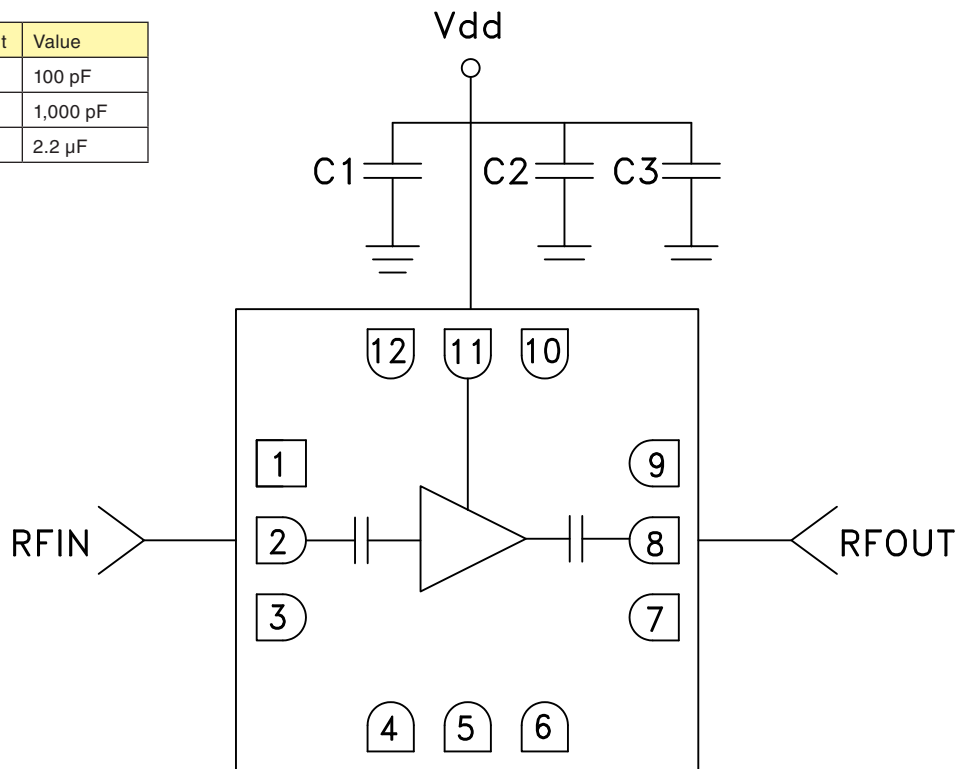 Vdd
t Value
100 pF
1,000 pF
2.2 µF
C1 C2 C3
12 11 10
1 9
RFIN 2 8 RFOUT
3 7
4 5 6